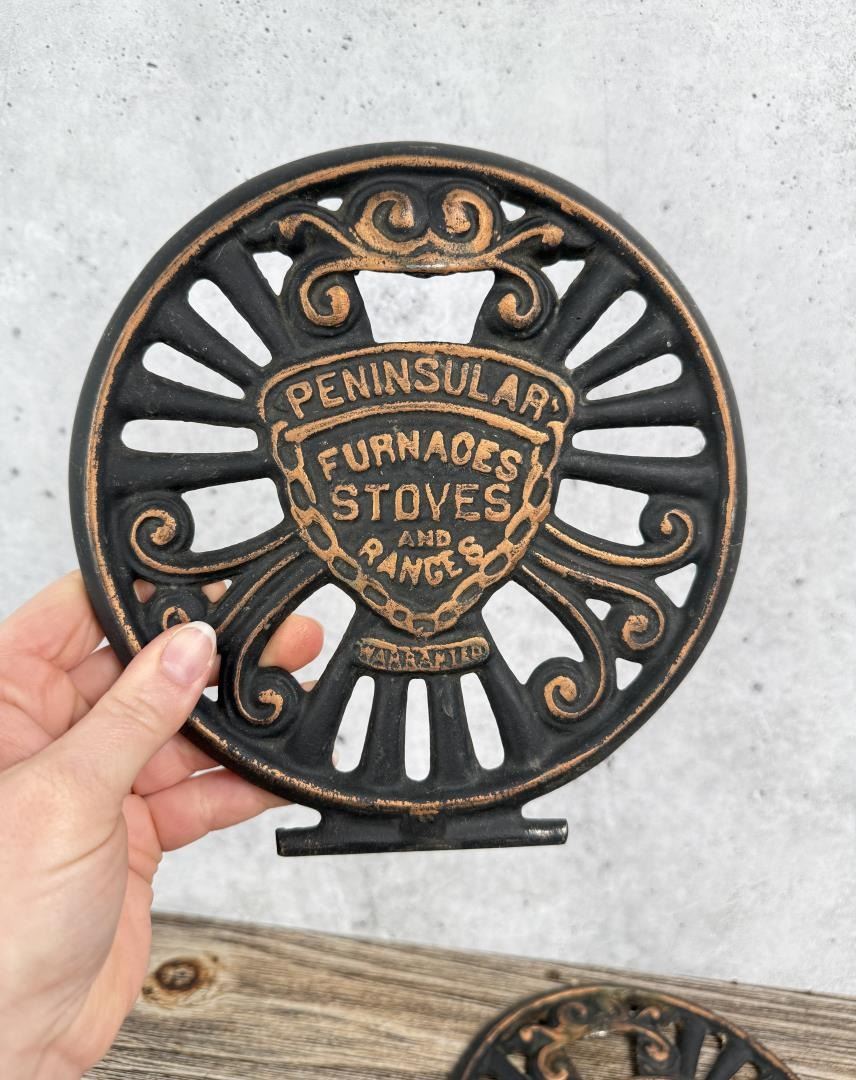 PENINSULAR
FURNACES
STOVES
AND
RANGES
WARRANTED